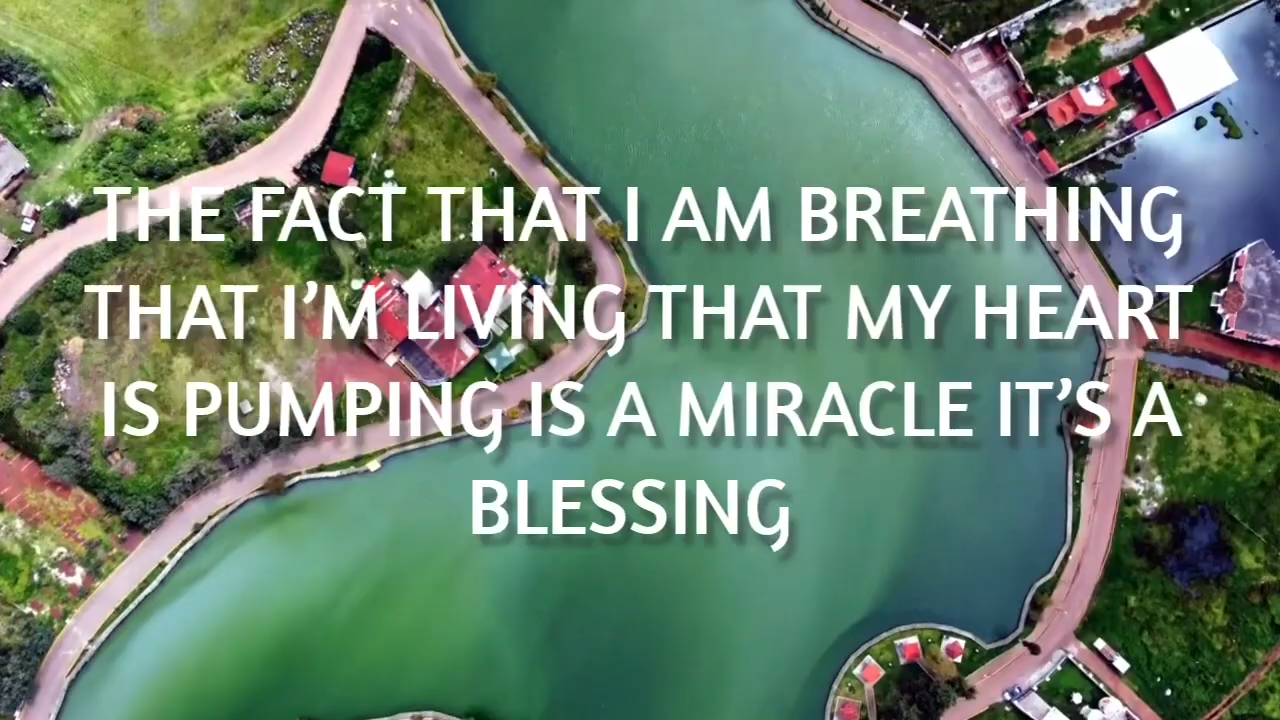 THE FACT THAT I AM BREATHING
THAT I’M LIVING THAT MY HEART
IS PUMPING IS A MIRACLE IT’S A
BLESSING